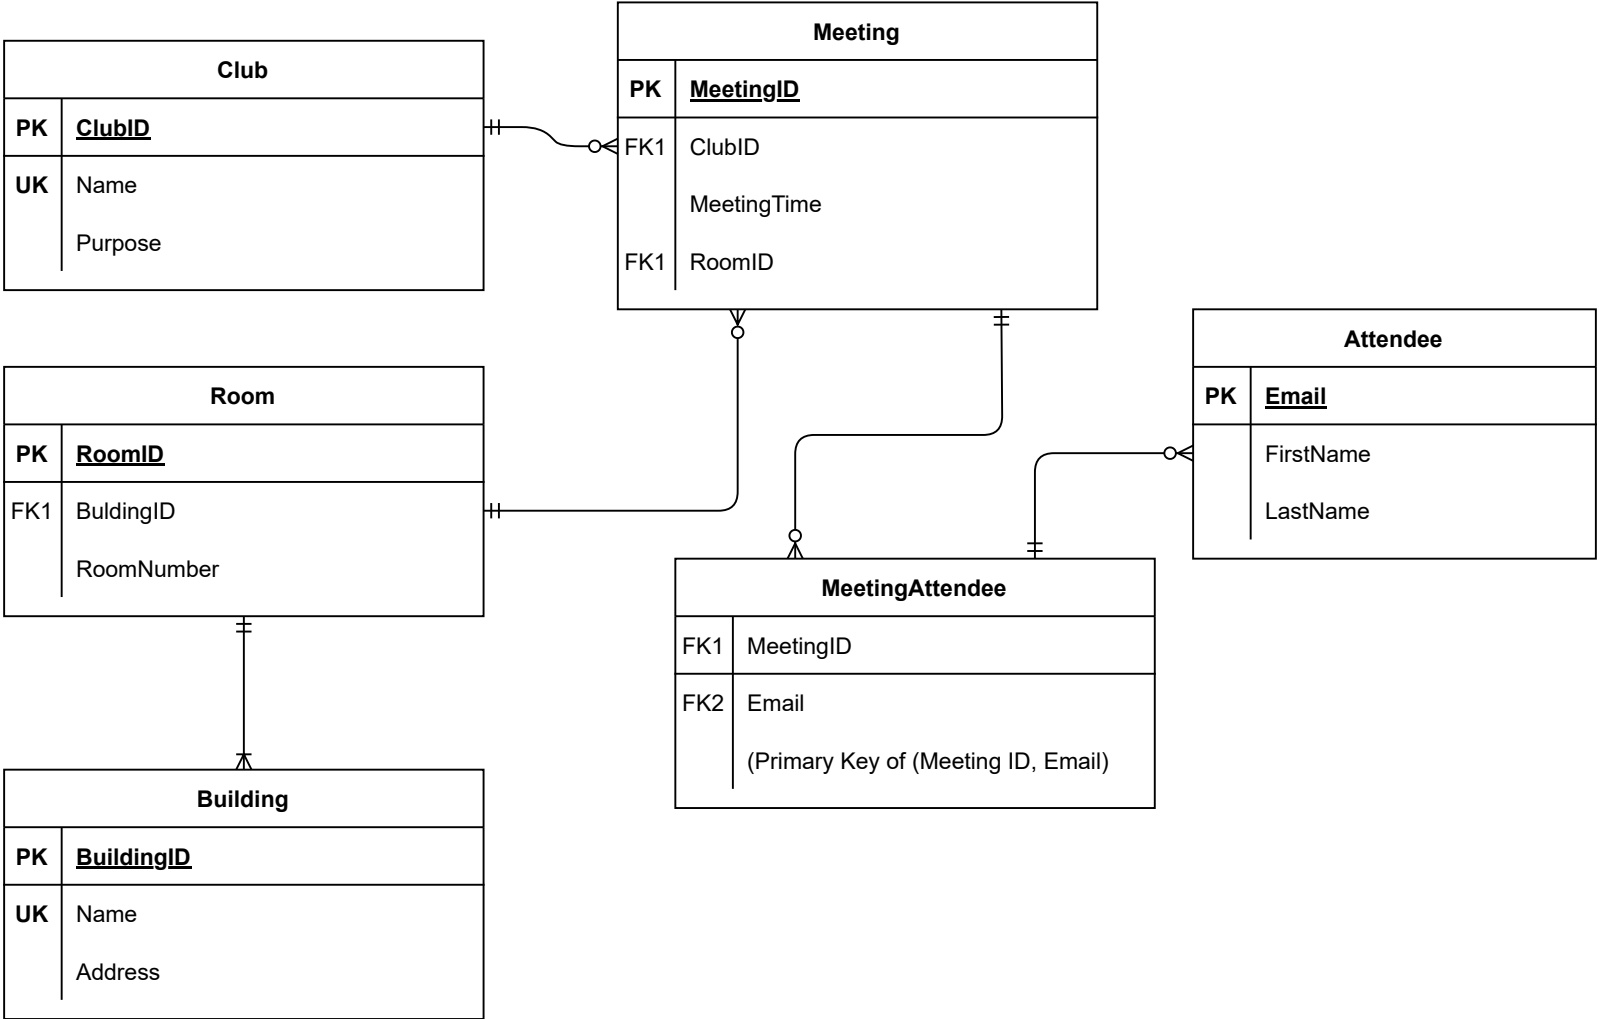 Club
PK ClubID
UK Name
Purpose
Meeting
PK MeetingID
FK1 ClubID
MeetingTime
FK1 RoomID
Room
PK RoomID
FK1 BuldingID
RoomNumber
Attendee
PK Email
FirstName
LastName
MeetingAttendee
FK1 MeetingID
FK2 Email
(Primary Key of (Meeting ID, Email)
Building
PK BuildingID
UK Name
Address